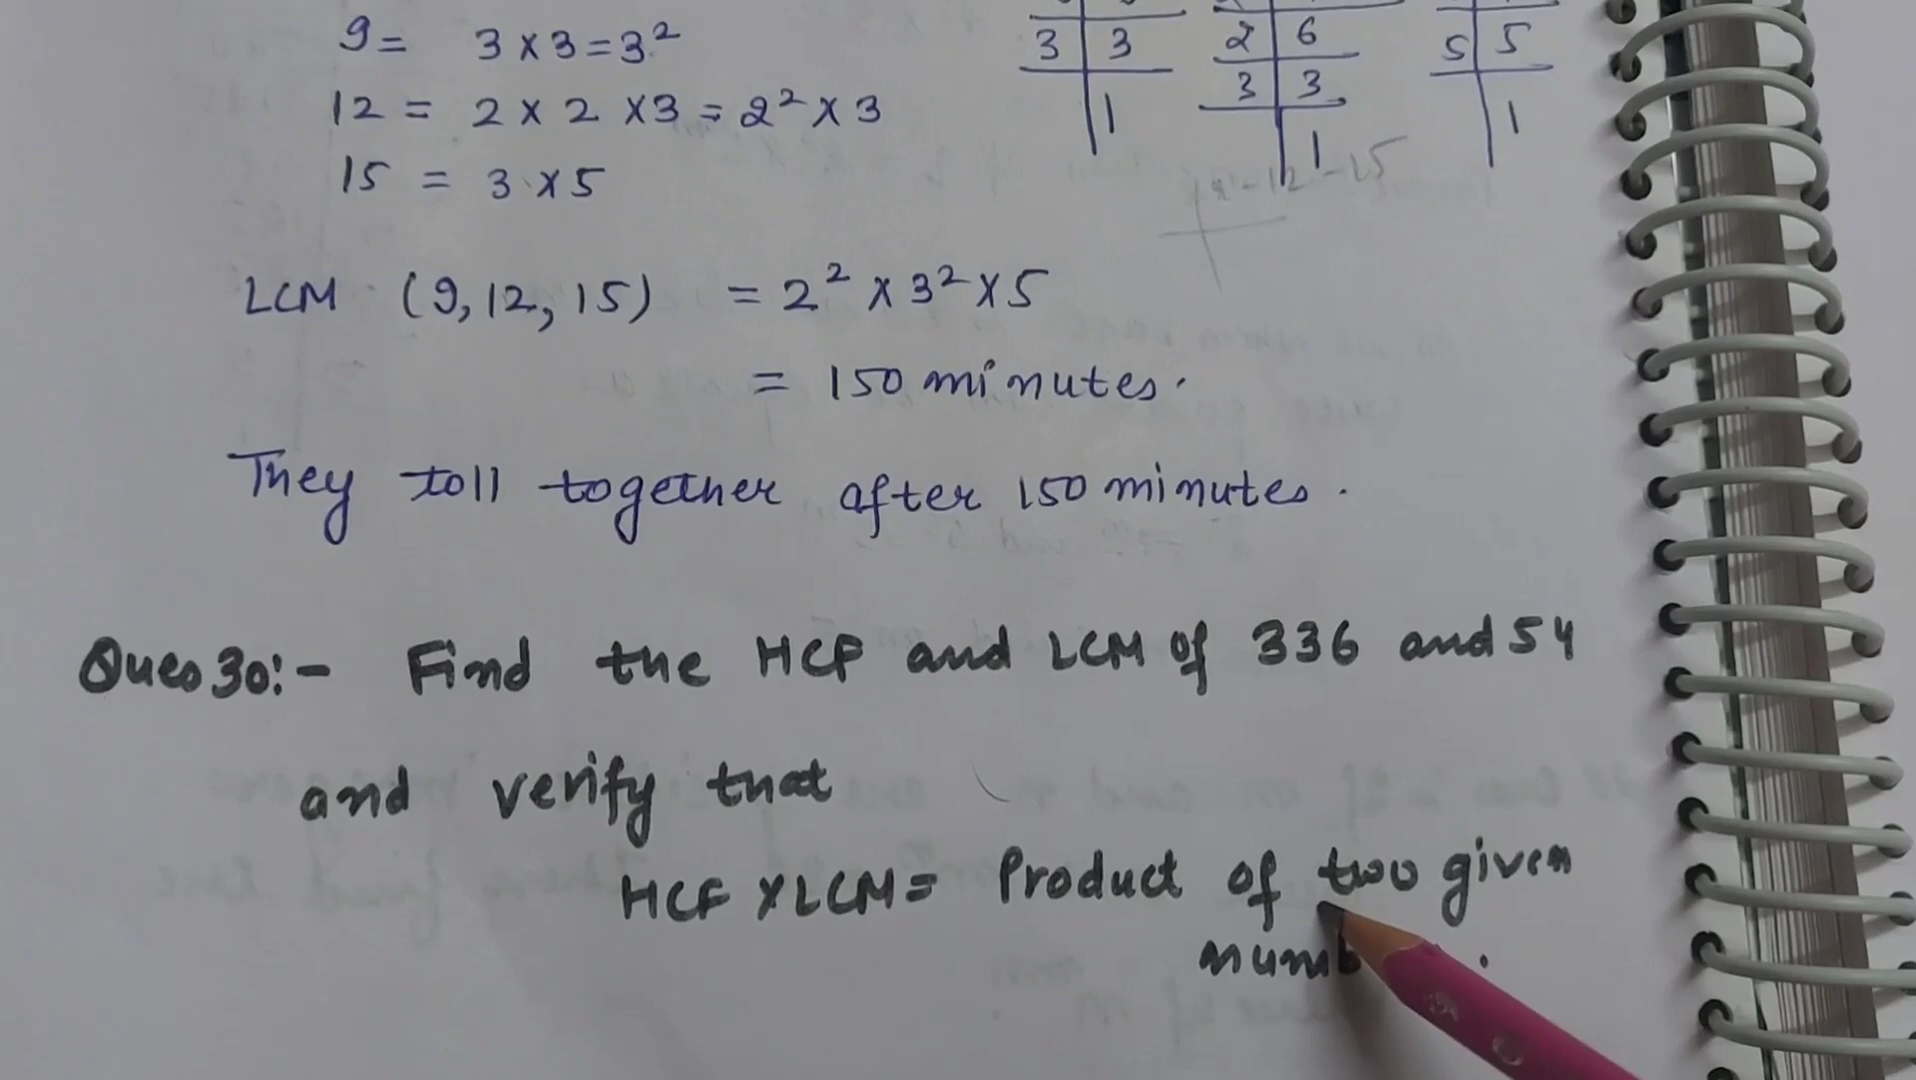 9 = 3 × 3 = 3²
12 = 2 × 2 × 3 = 2² × 3
15 = 3 × 5
3 | 3
1
2 | 6
3 | 3
1
5 | 5
1
9 - 12 - 15
LCM (9, 12, 15) = 2² × 3² × 5
= 150 minutes.
They toll together after 150 minutes.
Ques 30:- Find the HCF and LCM of 336 and 54
and verify that
HCF × LCM = Product of two given